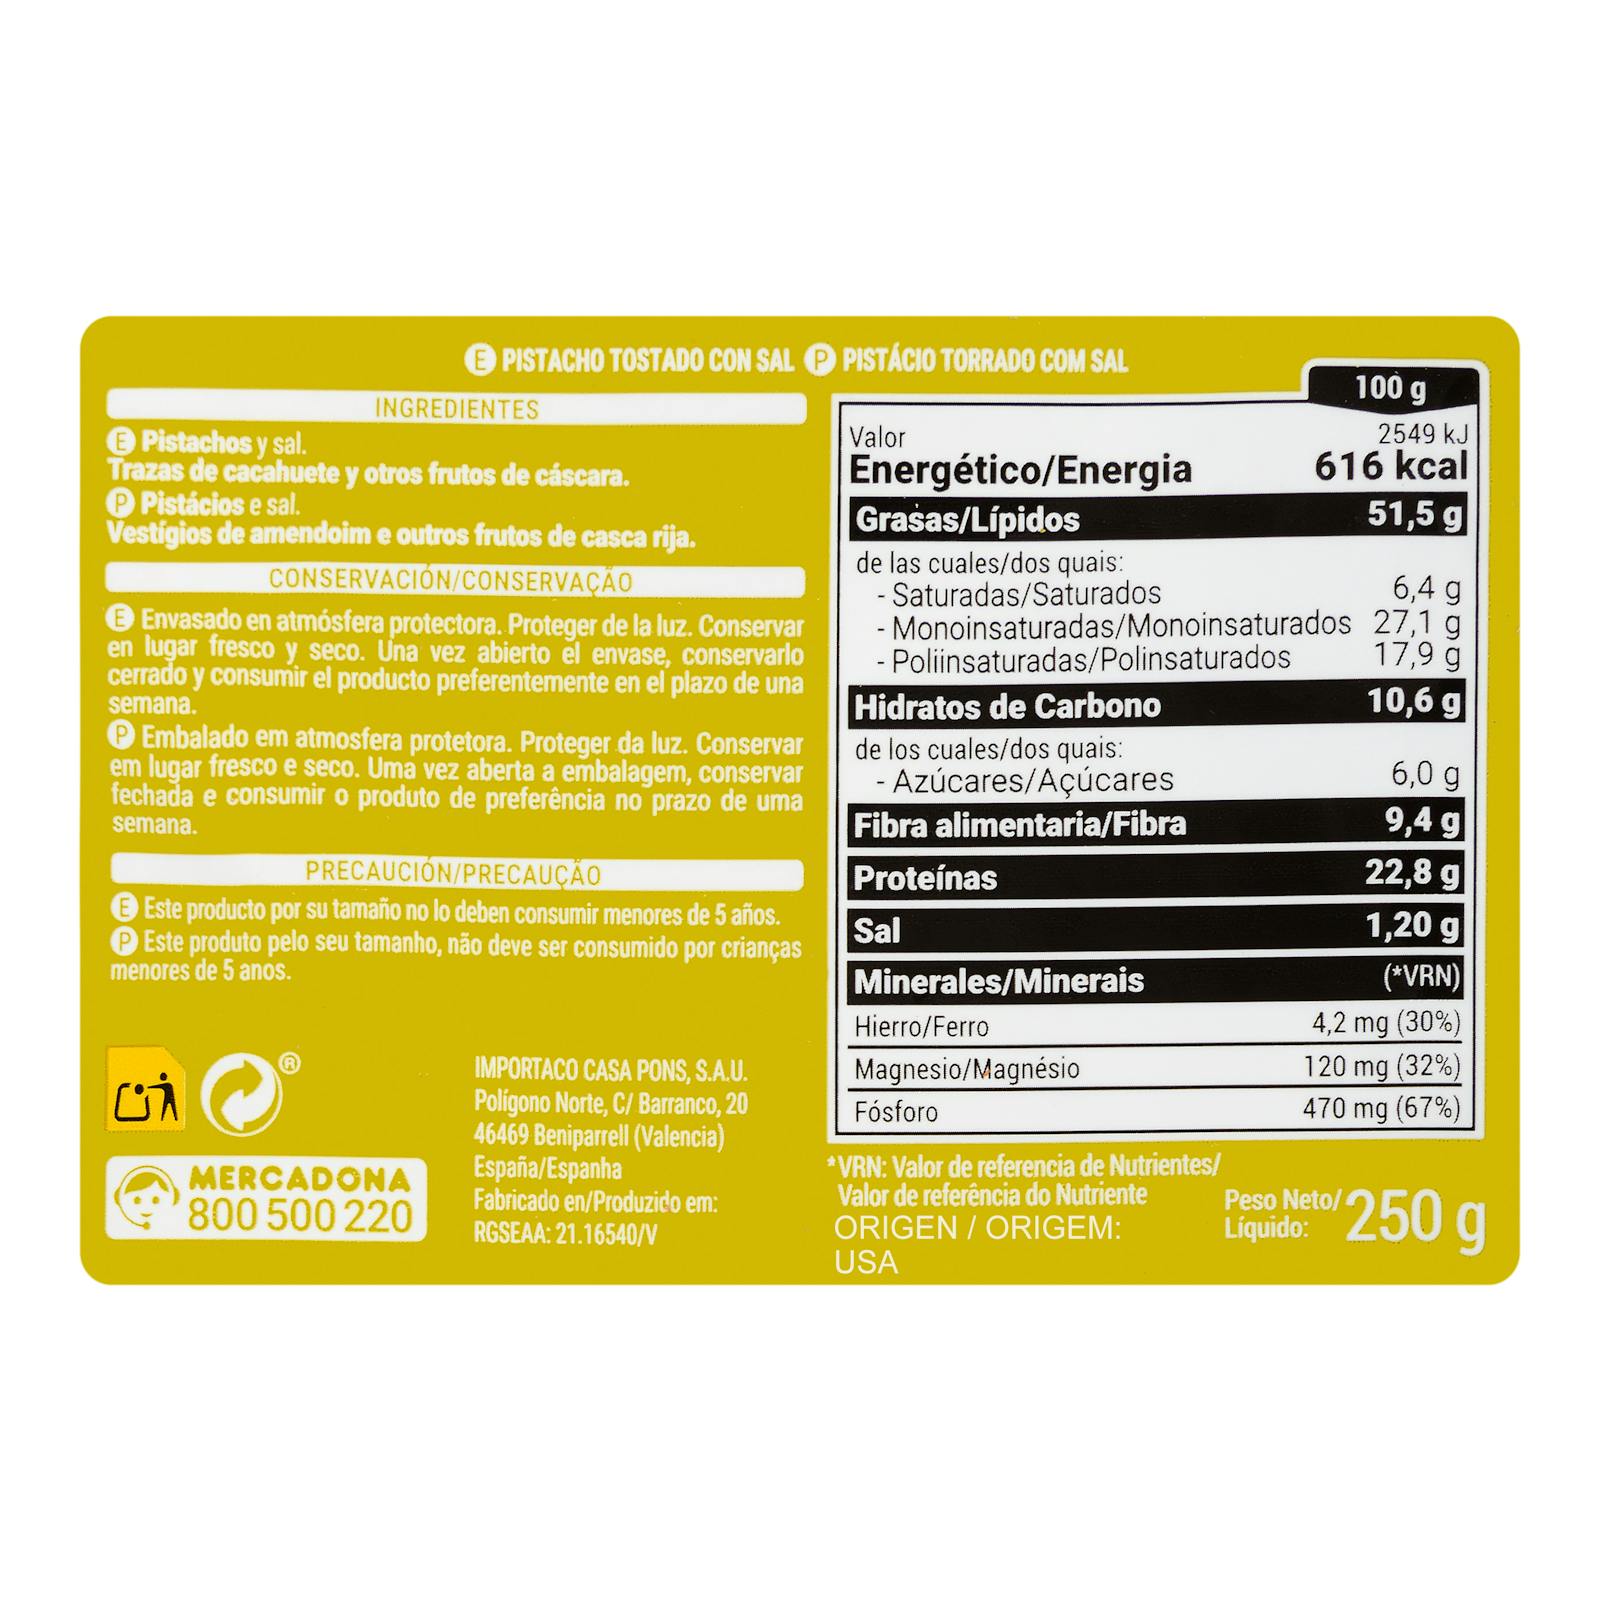 E PISTACHO TOSTADO CON SAL P PISTÁCIO TORRADO COM SAL
INGREDIENTES
E Pistachos y sal.
Trazas de cacahuete y otros frutos de cáscara.
P Pistácios e sal.
Vestígios de amendoim e outros frutos de casca rija.
CONSERVACIÓN/CONSERVAÇÃO
E Envasado en atmósfera protectora. Proteger de la luz. Conservar
en lugar fresco y seco. Una vez abierto el envase, conservarlo
cerrado y consumir el producto preferentemente en el plazo de una
semana.
P Embalado em atmosfera protetora. Proteger da luz. Conservar
em lugar fresco e seco. Uma vez aberta a embalagem, conservar
fechada e consumir o produto de preferência no prazo de uma
semana.
PRECAUCIÓN/PRECAUÇÃO
E Este producto por su tamaño no lo deben consumir menores de 5 años.
P Este produto pelo seu tamanho, não deve ser consumido por crianças
menores de 5 anos.
®
MERCADONA
800 500 220
IMPORTACO CASA PONS, S.A.U.
Polígono Norte, C/ Barranco, 20
46469 Beniparrell (Valencia)
España/Espanha
Fabricado en/Produzido em:
RGSEAA: 21.16540/V
100 g
Valor 2549 kJ
Energético/Energia 616 kcal
Grasas/Lípidos 51,5 g
de las cuales/dos quais:
- Saturadas/Saturados 6,4 g
- Monoinsaturadas/Monoinsaturados 27,1 g
- Poliinsaturadas/Polinsaturados 17,9 g
Hidratos de Carbono 10,6 g
de los cuales/dos quais:
- Azúcares/Açúcares 6,0 g
Fibra alimentaria/Fibra 9,4 g
Proteínas 22,8 g
Sal 1,20 g
Minerales/Minerais (*VRN)
Hierro/Ferro 4,2 mg (30%)
Magnesio/Magnésio 120 mg (32%)
Fósforo 470 mg (67%)
*VRN: Valor de referencia de Nutrientes/
Valor de referência do Nutriente
ORIGEN / ORIGEM:
USA
Peso Neto/
Líquido: 250 g